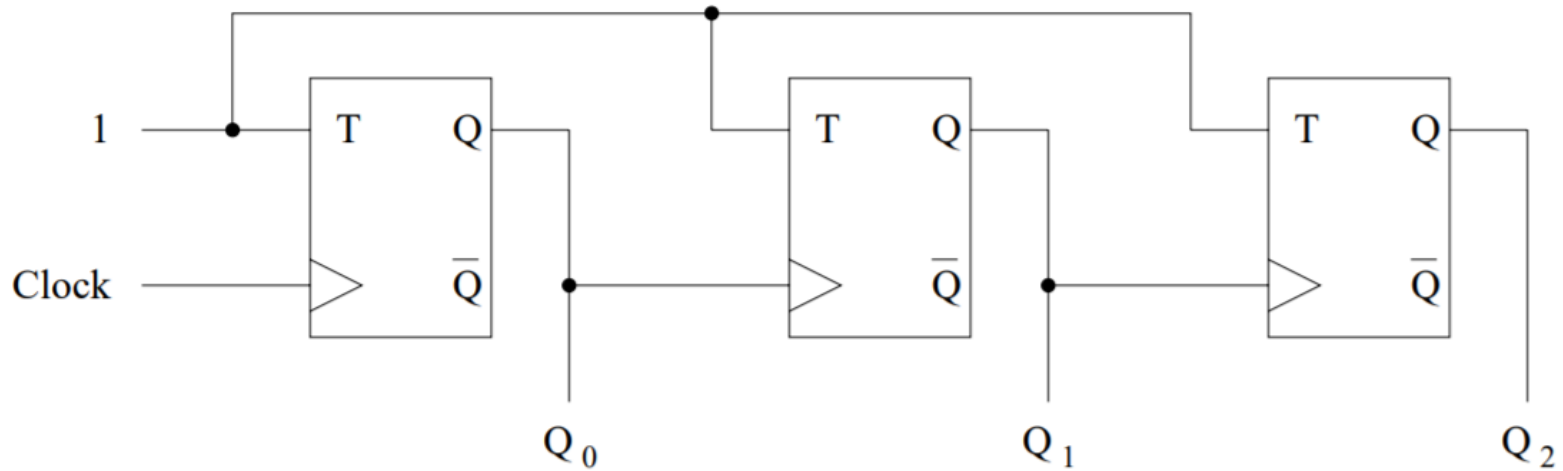 1 T Q T Q T Q
Clock Q̅ Q̅ Q̅
Q₀ Q₁ Q₂